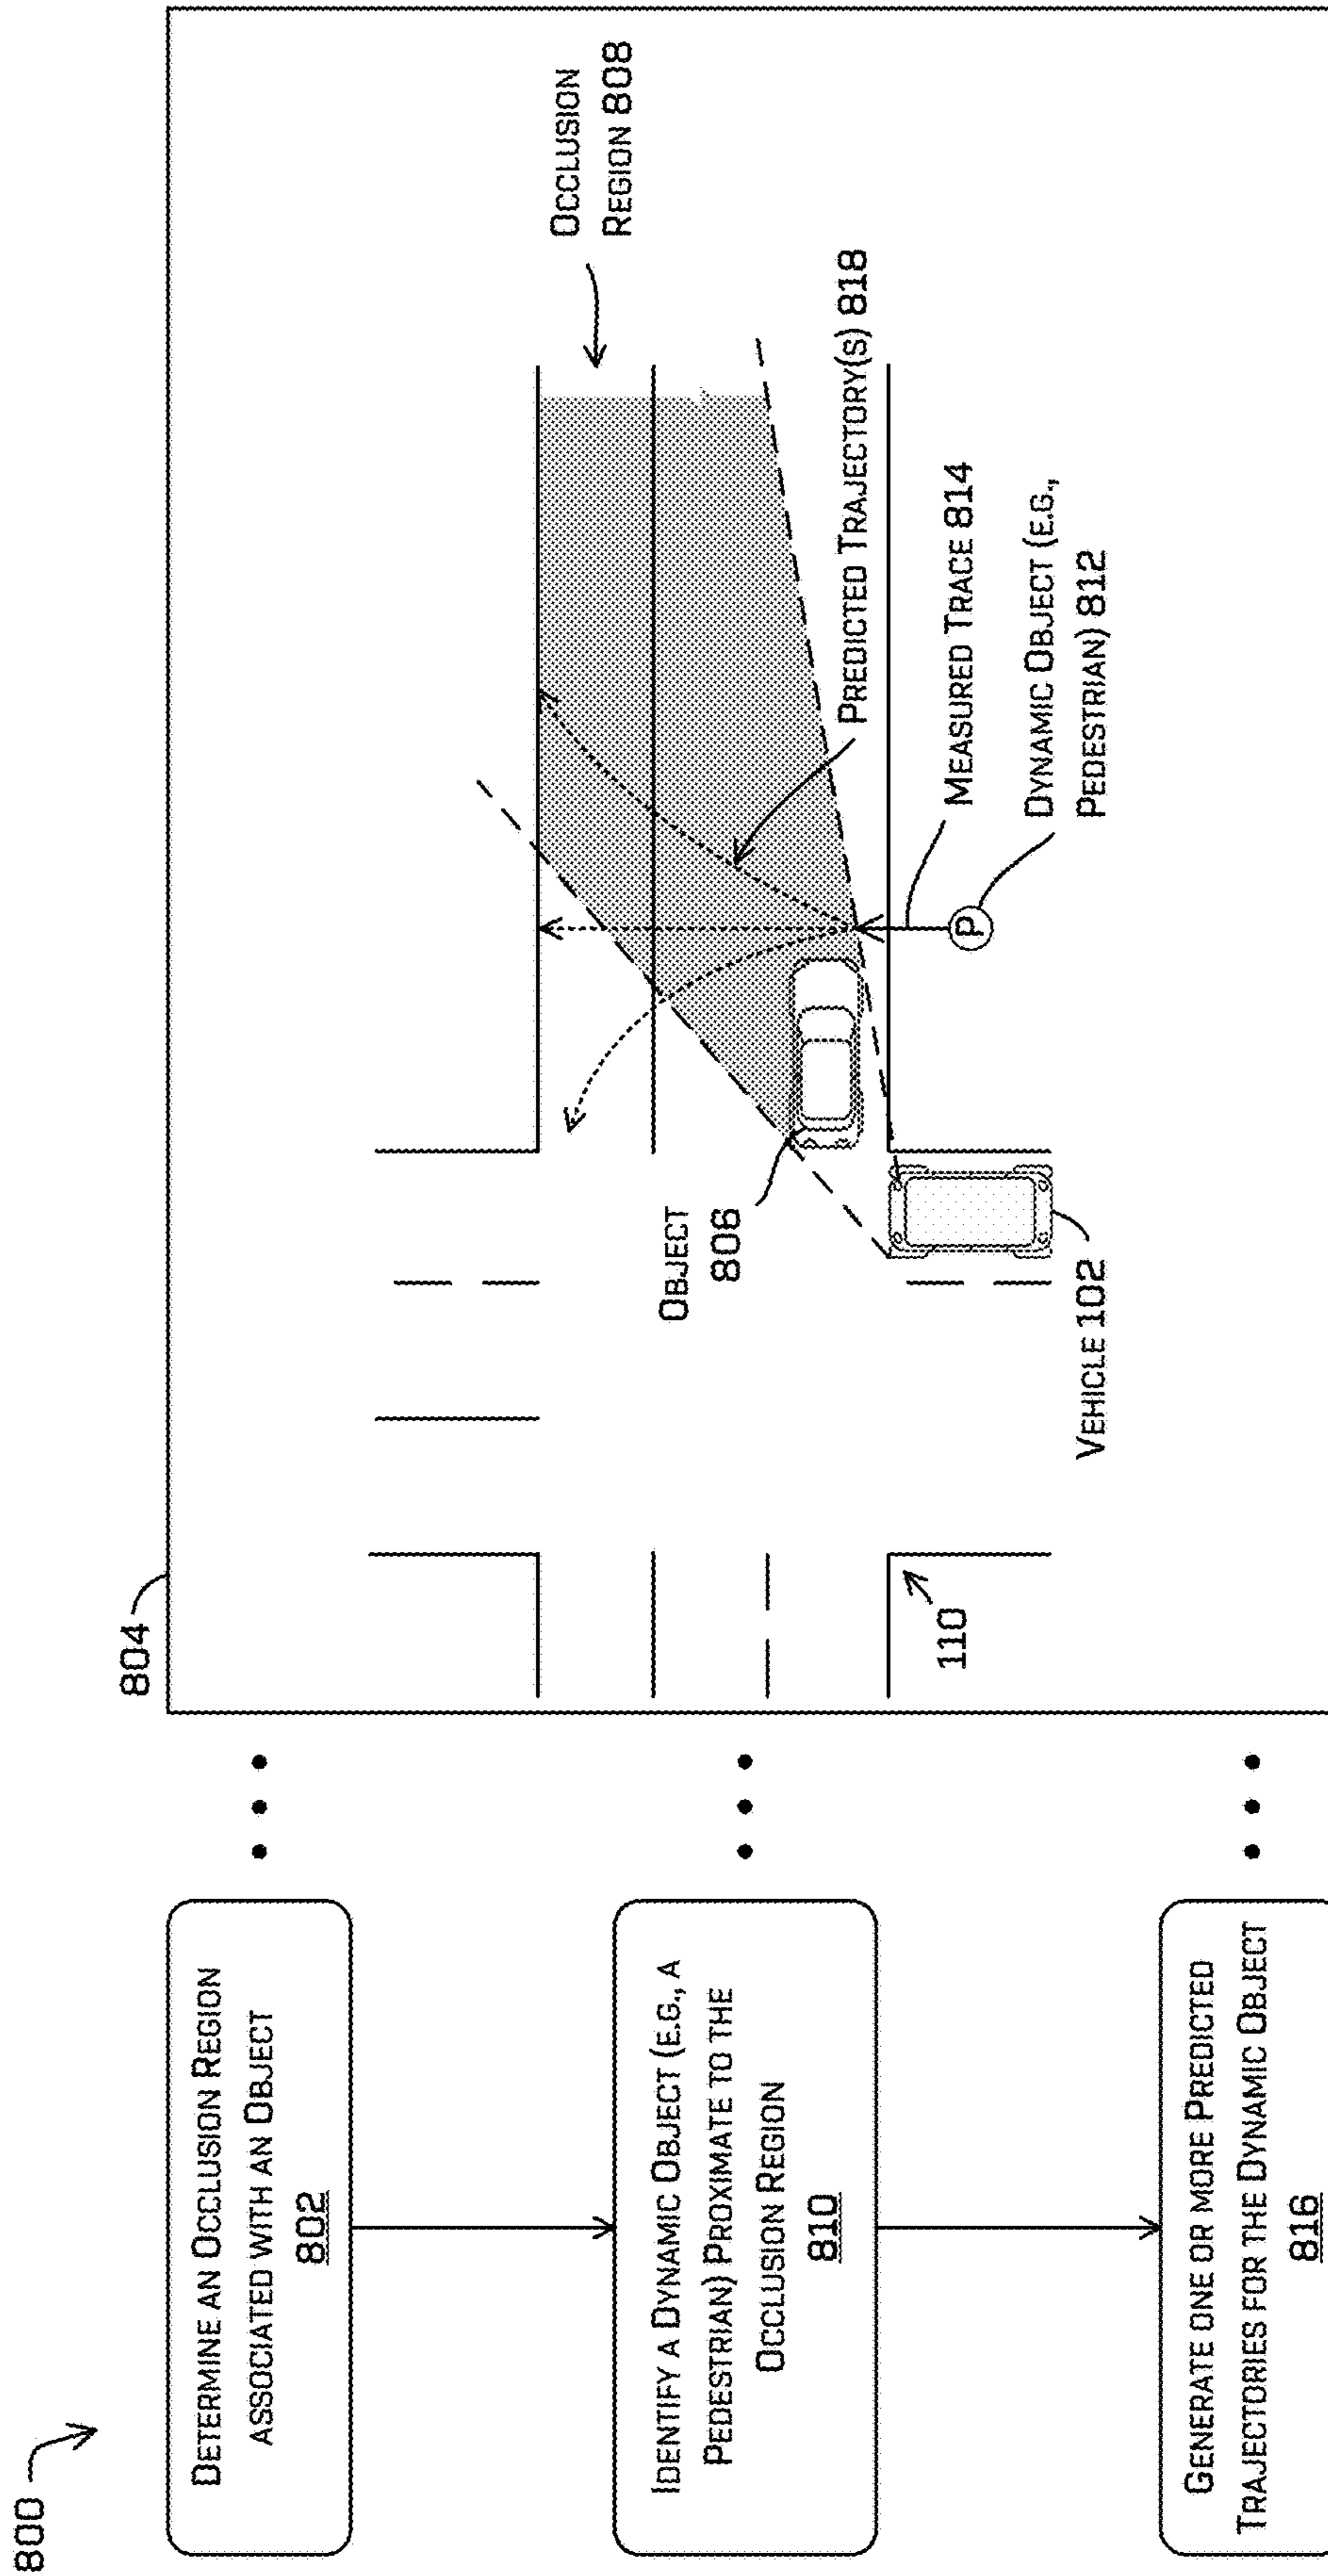 800
DETERMINE AN OCCLUSION REGION
ASSOCIATED WITH AN OBJECT
802
IDENTIFY A DYNAMIC OBJECT (E.G., A
PEDESTRIAN) PROXIMATE TO THE
OCCLUSION REGION
810
GENERATE ONE OR MORE PREDICTED
TRAJECTORIES FOR THE DYNAMIC OBJECT
816
804
OCCLUSION
REGION 808
OBJECT
806
PREDICTED TRAJECTORY(S) 818
MEASURED TRACE 814
DYNAMIC OBJECT (E.G.,
PEDESTRIAN) 812
P
110
VEHICLE 102